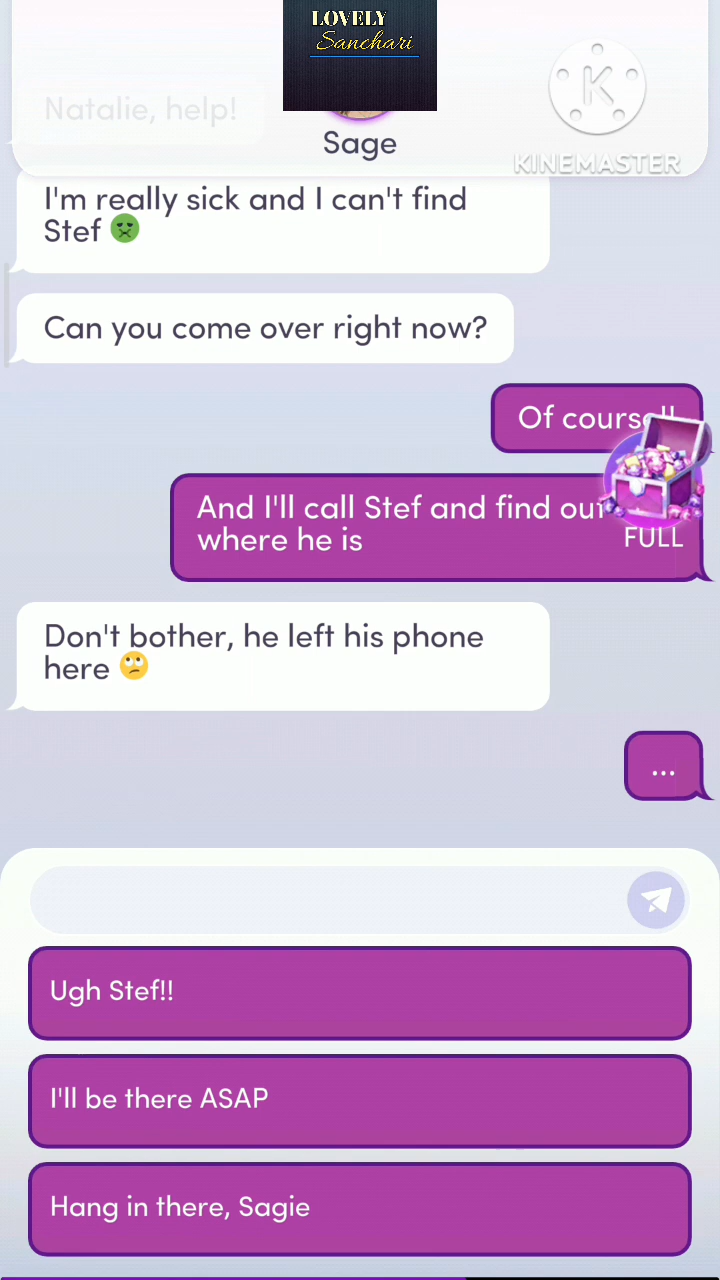 LOVELY
Sanchari
Natalie, help!
Sage
KINEMASTER
I'm really sick and I can't find
Stef
Can you come over right now?
Of course!!
And I'll call Stef and find out
where he is
FULL
Don't bother, he left his phone
here
...
Ugh Stef!!
I'll be there ASAP
Hang in there, Sagie